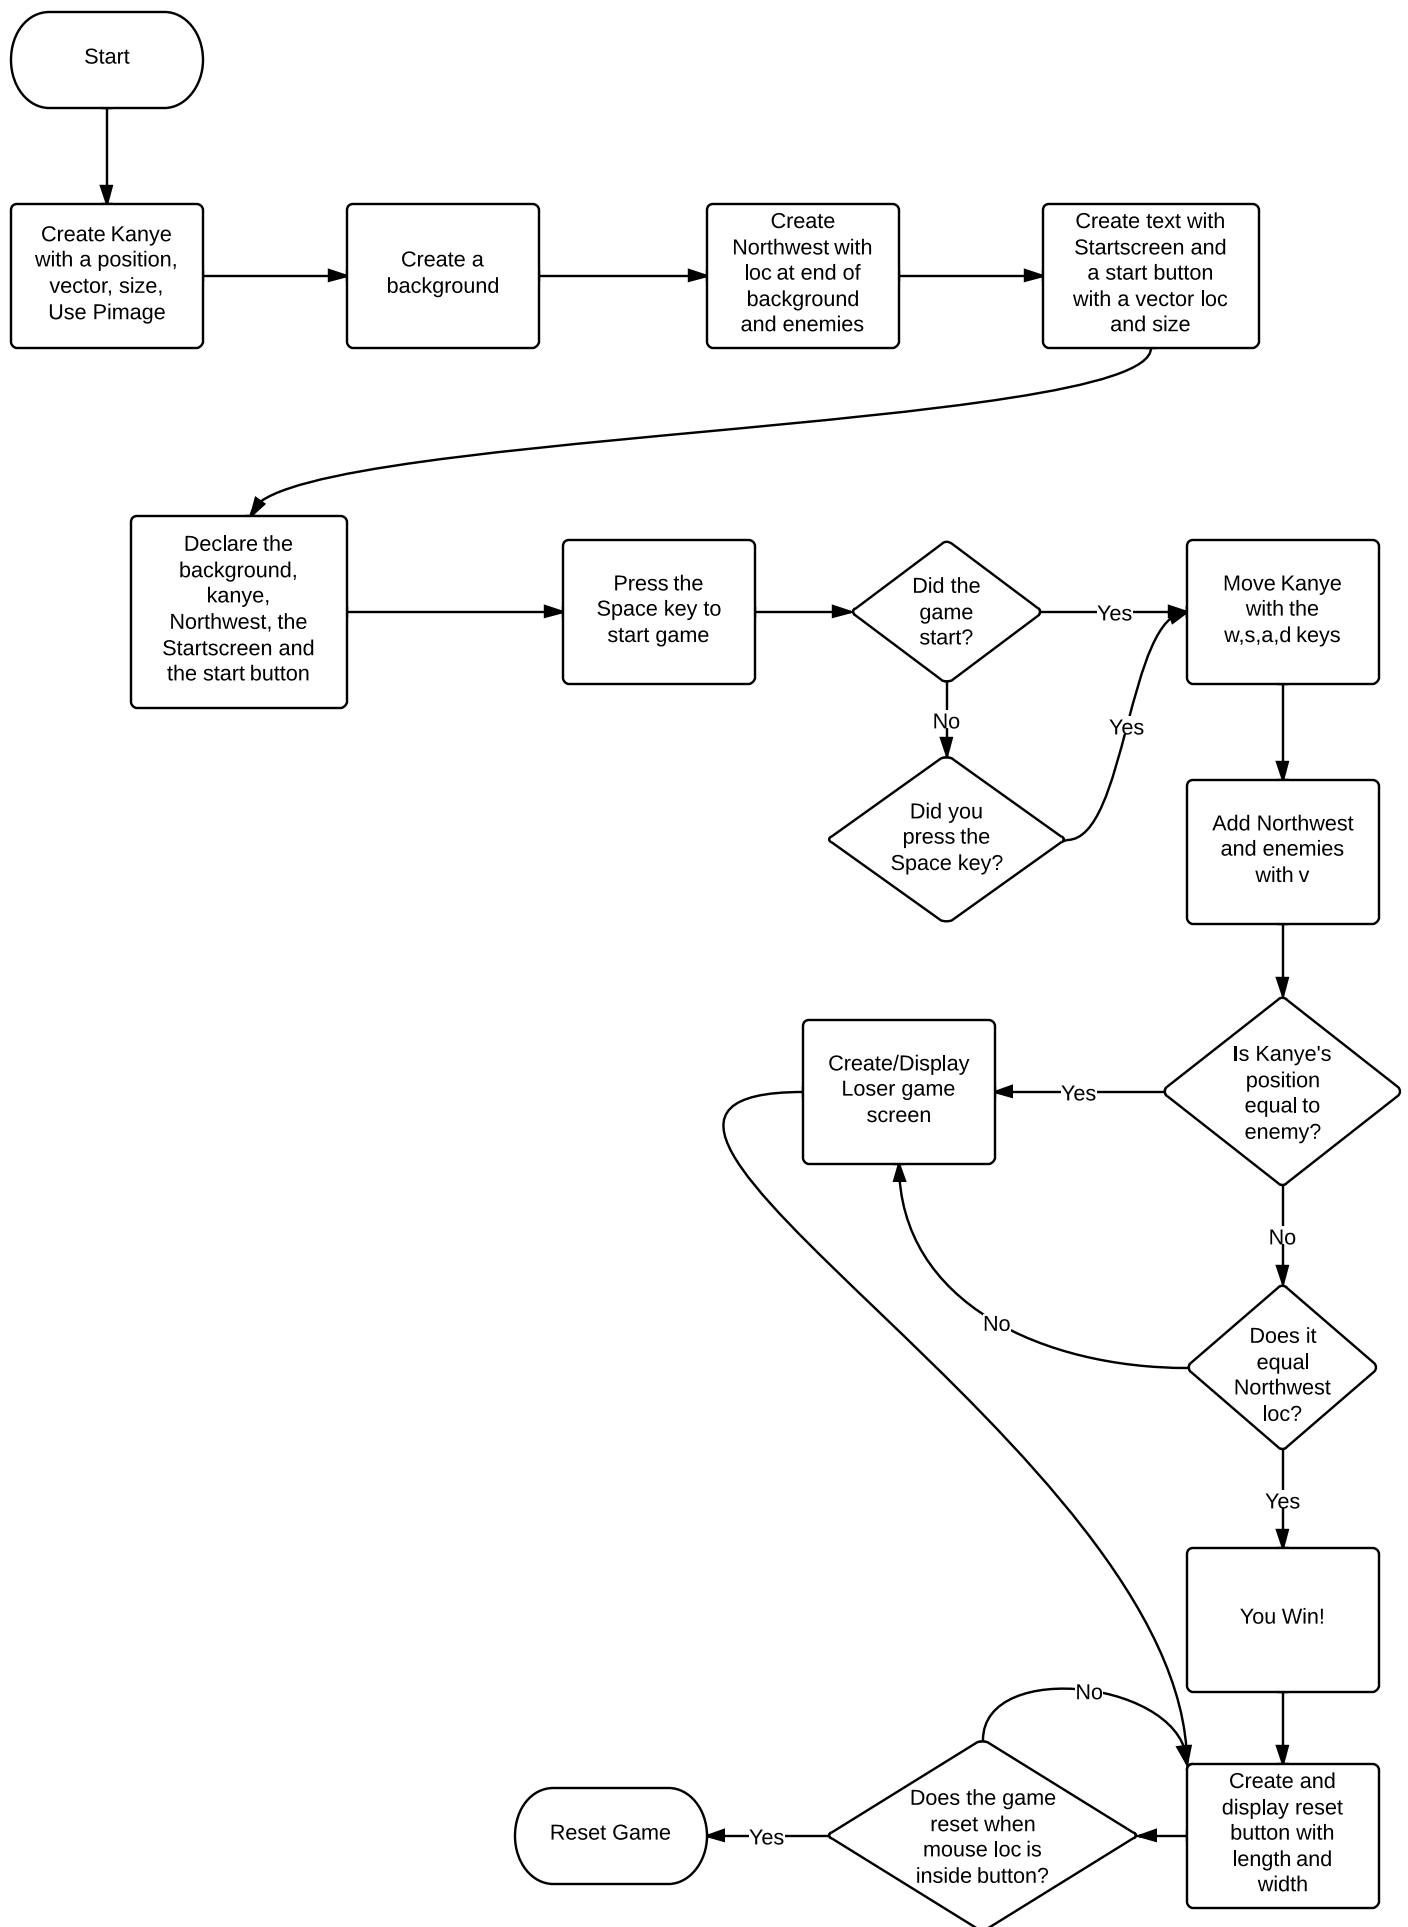 Start
Create Kanye
with a position,
vector, size,
Use Pimage
Create a
background
Create
Northwest with
loc at end of
background
and enemies
Create text with
Startscreen and
a start button
with a vector loc
and size
Declare the
background,
kanye,
Northwest, the
Startscreen and
the start button
Press the
Space key to
start game
Did the
game
start?
Yes
Move Kanye
with the
w,s,a,d keys
No
Yes
Did you
press the
Space key?
Add Northwest
and enemies
with v
Is Kanye's
position
equal to
enemy?
Yes
Create/Display
Loser game
screen
No
No
Does it
equal
Northwest
loc?
Yes
You Win!
No
Create and
display reset
button with
length and
width
Does the game
reset when
mouse loc is
inside button?
Yes
Reset Game